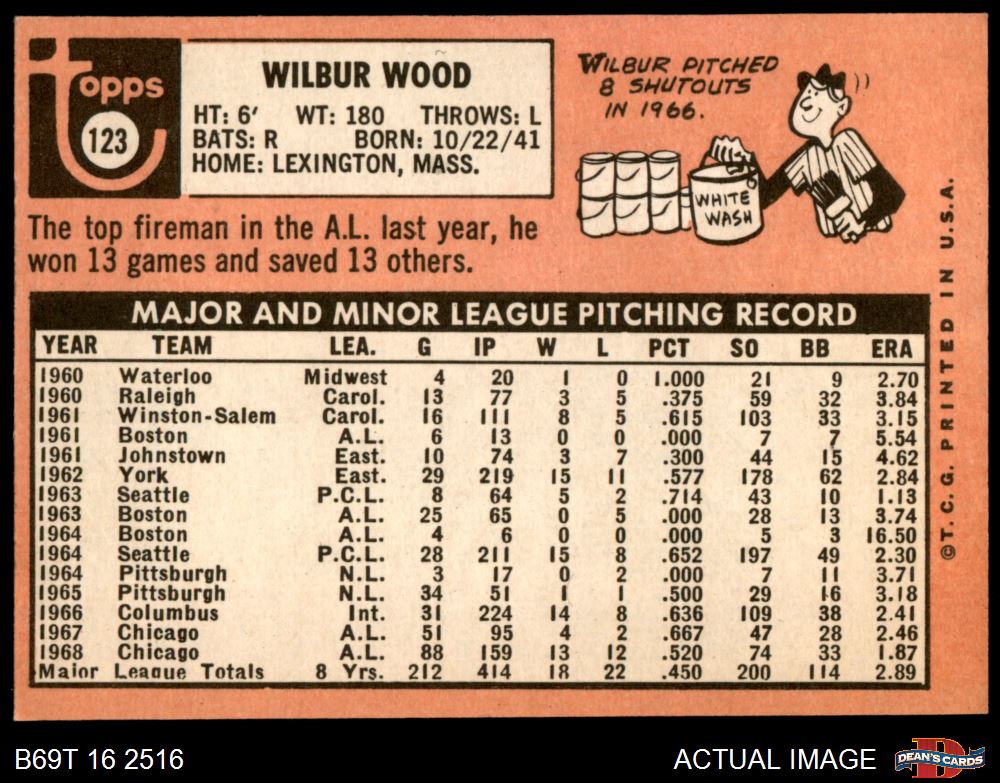 topps
123
WILBUR WOOD
HT: 6' WT: 180 THROWS: L
BATS: R BORN: 10/22/41
HOME: LEXINGTON, MASS.
WILBUR PITCHED
8 SHUTOUTS
IN 1966.
WHITE
WASH
The top fireman in the A.L. last year, he
won 13 games and saved 13 others.
MAJOR AND MINOR LEAGUE PITCHING RECORD
YEAR TEAM LEA. G IP W L PCT SO BB ERA
1960 Waterloo Midwest 4 20 1 0 1.000 21 9 2.70
1960 Raleigh Carol. 13 77 3 5 .375 59 32 3.84
1961 Winston-Salem Carol. 16 111 8 5 .615 103 33 3.15
1961 Boston A.L. 6 13 0 0 .000 7 7 5.54
1961 Johnstown East. 10 74 3 7 .300 44 15 4.62
1962 York East. 29 219 15 11 .577 178 62 2.84
1963 Seattle P.C.L. 8 64 5 2 .714 43 10 1.13
1963 Boston A.L. 25 65 0 5 .000 28 13 3.74
1964 Boston A.L. 4 6 0 0 .000 5 3 16.50
1964 Seattle P.C.L. 28 211 15 8 .652 197 49 2.30
1964 Pittsburgh N.L. 3 17 0 2 .000 7 11 3.71
1965 Pittsburgh N.L. 34 51 1 1 .500 29 16 3.18
1966 Columbus Int. 31 224 14 8 .636 109 38 2.41
1967 Chicago A.L. 51 95 4 2 .667 47 28 2.46
1968 Chicago A.L. 88 159 13 12 .520 74 33 1.87
Major League Totals 8 Yrs. 212 414 18 22 .450 200 114 2.89
©T.C.G. PRINTED IN U.S.A.
B69T 16 2516
ACTUAL IMAGE
D
DEAN'S CARDS